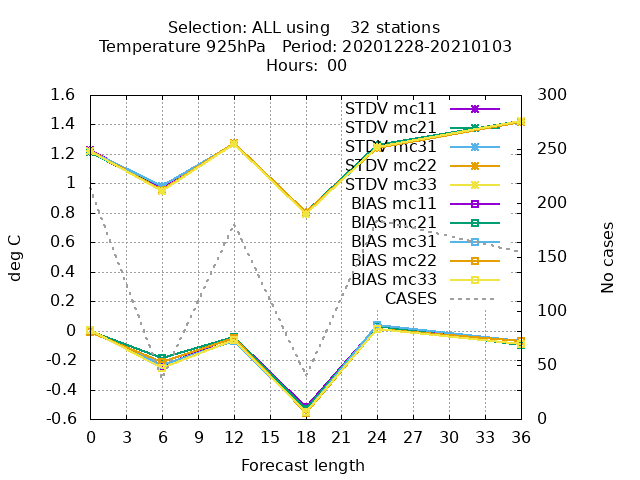 Selection: ALL using    32 stations
Temperature 925hPa   Period: 20201228-20210103
Hours: 00
1.6
1.4
1.2
1
0.8
0.6
0.4
0.2
0
-0.2
-0.4
-0.6
deg C
STDV mc11
STDV mc21
STDV mc31
STDV mc22
STDV mc33
BIAS mc11
BIAS mc21
BIAS mc31
BIAS mc22
BIAS mc33
CASES
300
250
200
150
100
50
0
No cases
0 3 6 9 12 15 18 21 24 27 30 33 36
Forecast length